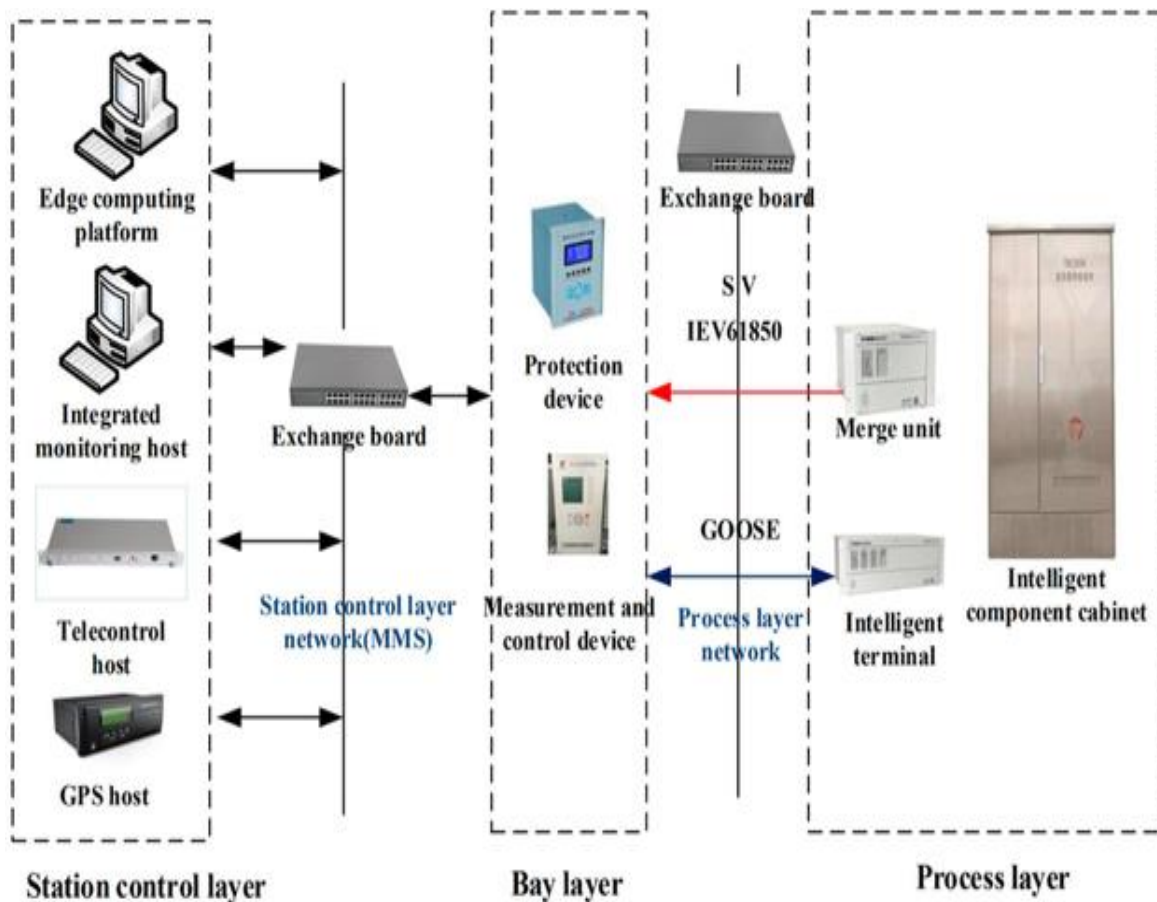 Edge computing
platform
Integrated
monitoring host
Telecontrol
host
GPS host
Station control layer
Exchange board
Station control layer
network(MMS)
Protection
device
Measurement and
control device
Bay layer
Exchange board
S V
IEV61850
GOOSE
Process layer
network
Merge unit
Intelligent
terminal
Intelligent
component cabinet
Process layer